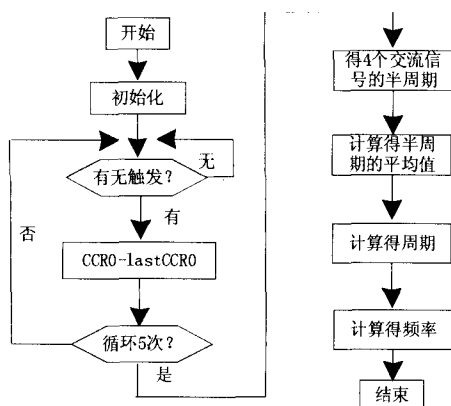 开始
初始化
无
有无触发?
有
否
CCR0-lastCCR0
循环5次?
是
得4个交流信
号的半周期
计算得半周
期的平均值
计算得周期
计算得频率
结束